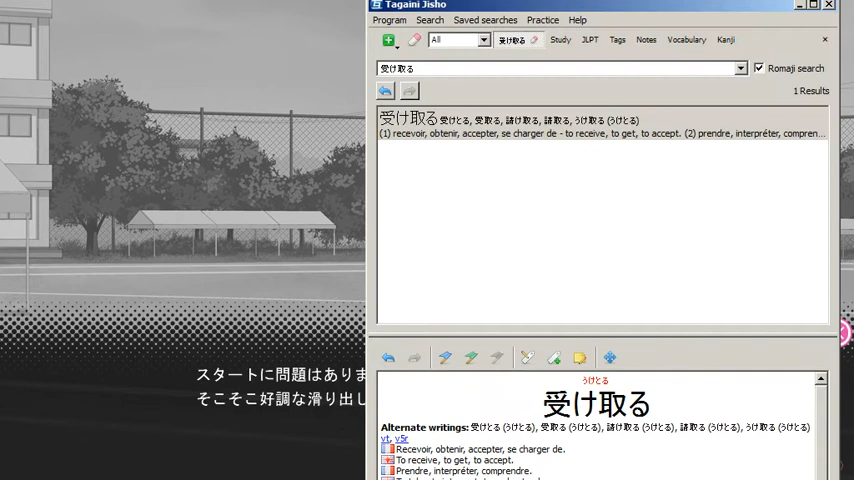 Tagaini Jisho
Program Search Saved searches Practice Help
All 受け取る Study JLPT Tags Notes Vocabulary Kanji ×
受け取る Romaji search
1 Results
受け取る 受けとる, 受取る, 請け取る, 請取る, うけ取る (うけとる)
(1) recevoir, obtenir, accepter, se charger de - to receive, to get, to accept. (2) prendre, interpréter, compren...
うけとる
受け取る
Alternate writings: 受けとる (うけとる), 受取る (うけとる), 請け取る (うけとる), 請取る (うけとる), うけ取る (うけとる)
vt, v5r
Recevoir, obtenir, accepter, se charger de.
To receive, to get, to accept.
Prendre, interpréter, comprendre.
スタートに問題はありま
そこそこ好調な滑り出し